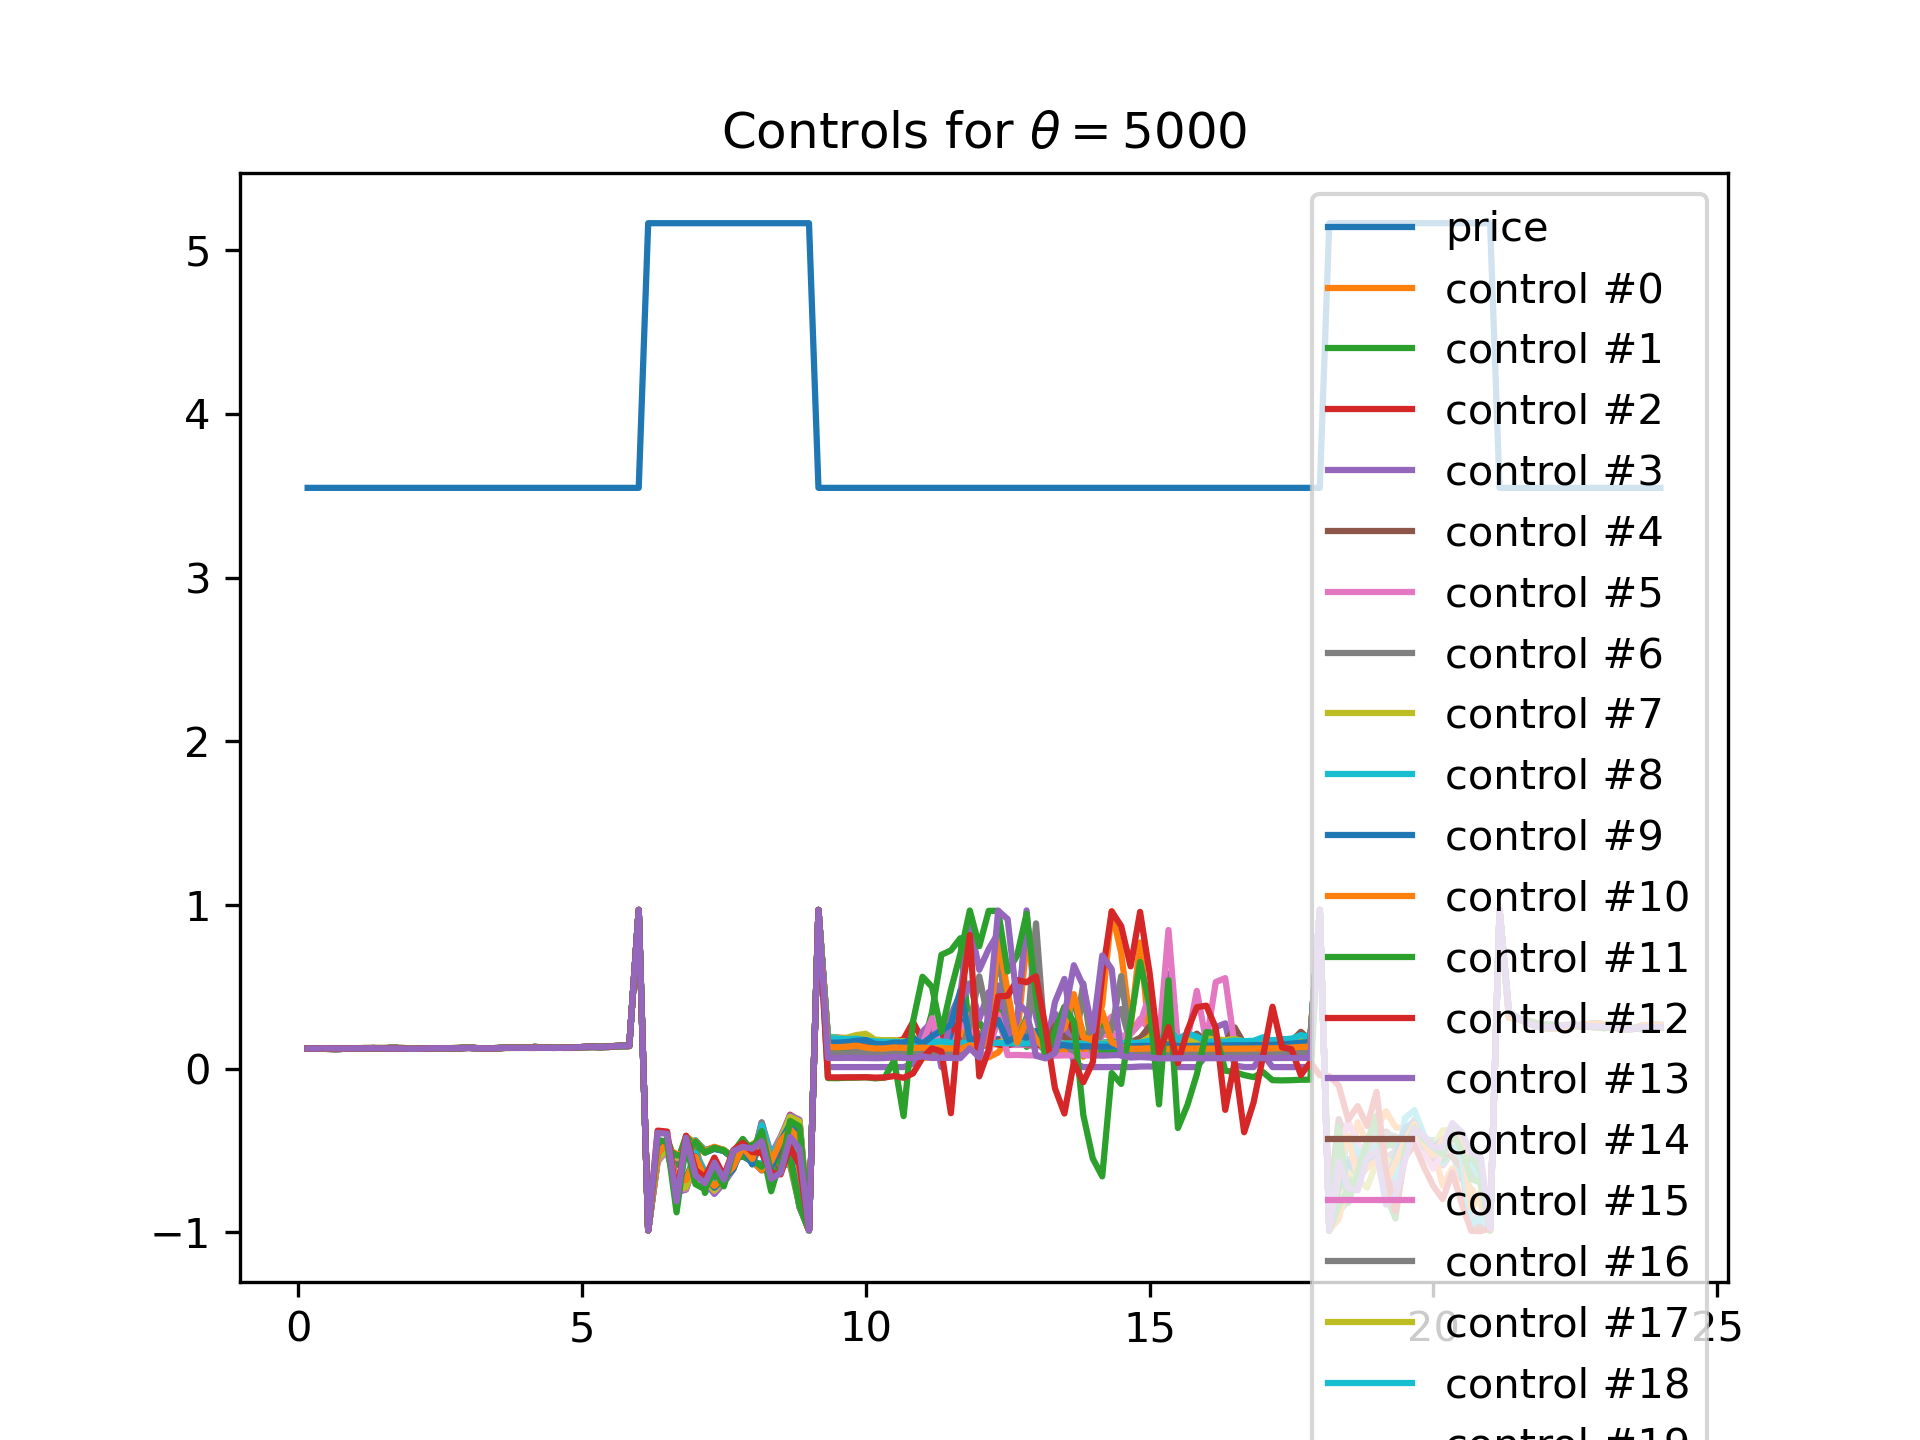 Controls for θ = 5000
5
4
3
2
1
0
−1
0
5
10
15
20
25
price
control #0
control #1
control #2
control #3
control #4
control #5
control #6
control #7
control #8
control #9
control #10
control #11
control #12
control #13
control #14
control #15
control #16
control #17
control #18
control #19